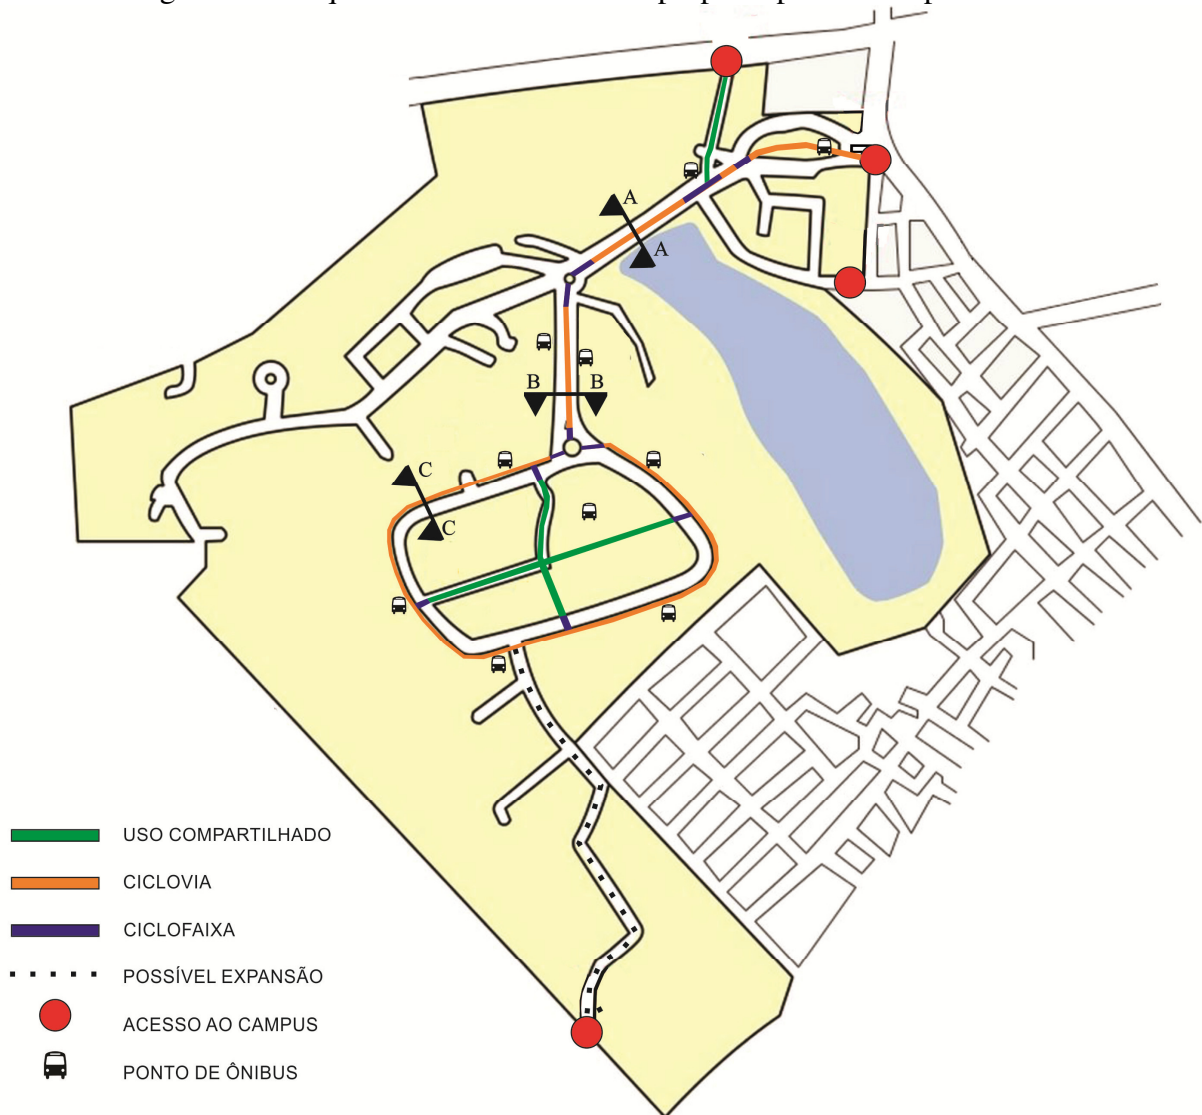 A
A
B B
C
C
USO COMPARTILHADO
CICLOVIA
CICLOFAIXA
POSSÍVEL EXPANSÃO
ACESSO AO CAMPUS
PONTO DE ÔNIBUS